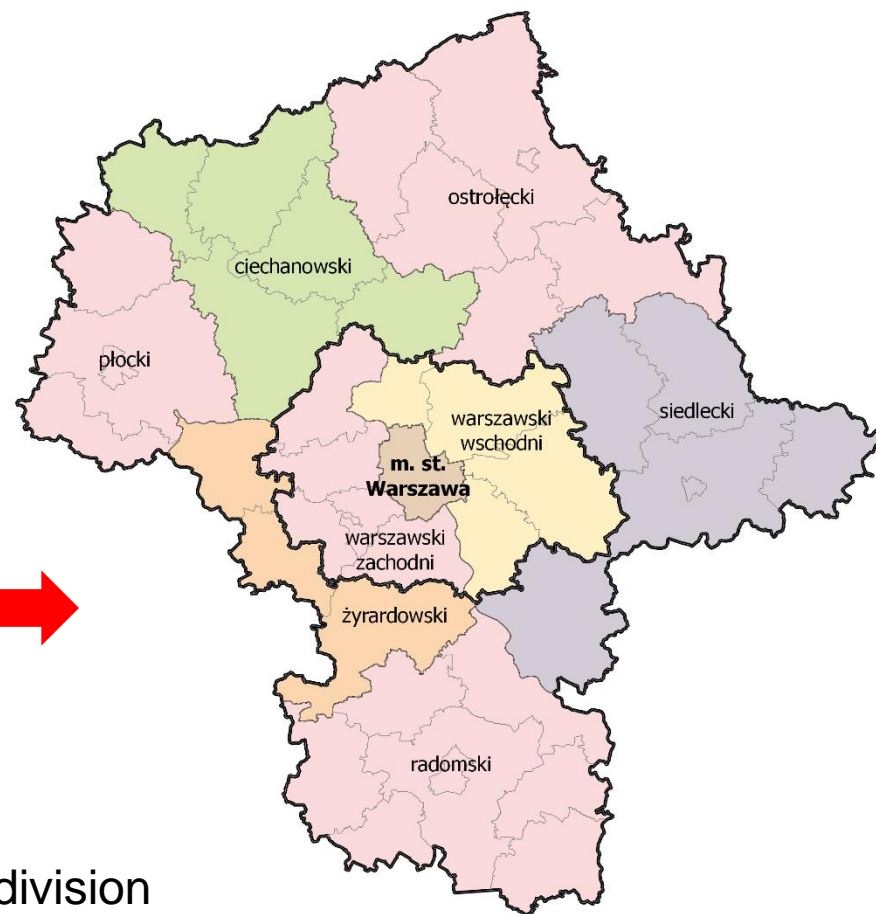 ostrołęcki
ciechanowski
płocki
siedlecki
warszawski
wschodni
m. st.
Warszawa
warszawski
zachodni
żyrardowski
radomski
division